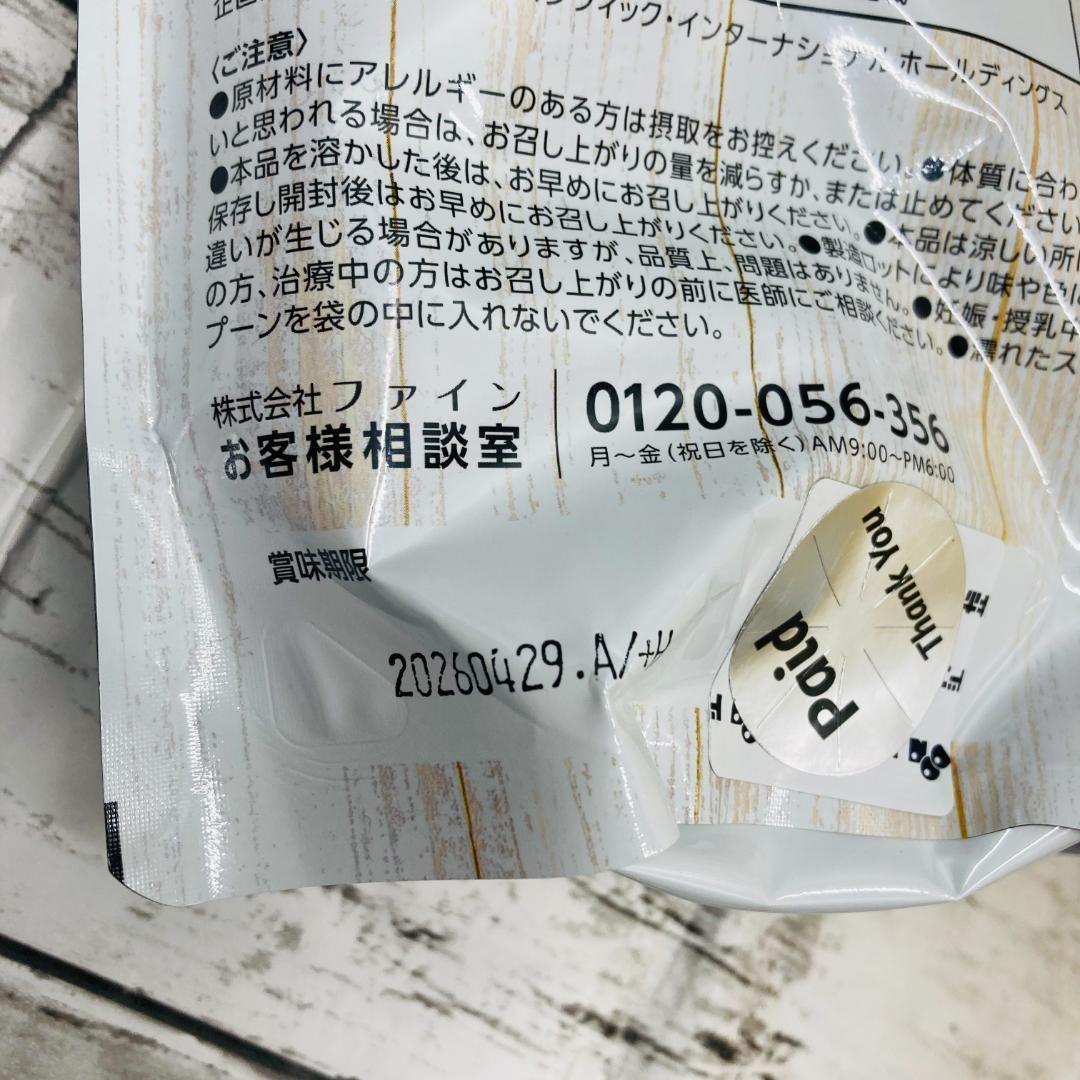 クイック・インターナショナル ホールディングス
〈ご注意〉
●原材料にアレルギーのある方は摂取をお控えください。●体質に合わ
いと思われる場合は、お召し上がりの量を減らすか、または止めてください
●本品を溶かした後は、お早めにお召し上がりください。●本品は涼しい所に
保存し開封後はお早めにお召し上がりください。●製造ロットにより味や色に
違いが生じる場合がありますが、品質上、問題はありません。●妊娠・授乳中
の方、治療中の方はお召し上がりの前に医師にご相談ください。●濡れたス
プーンを袋の中に入れないでください。
株式会社ファイン
お客様相談室
0120-056-356
月～金(祝日を除く)AM9:00～PM6:00
賞味期限
20260429.A/+H
Paid
Thank You